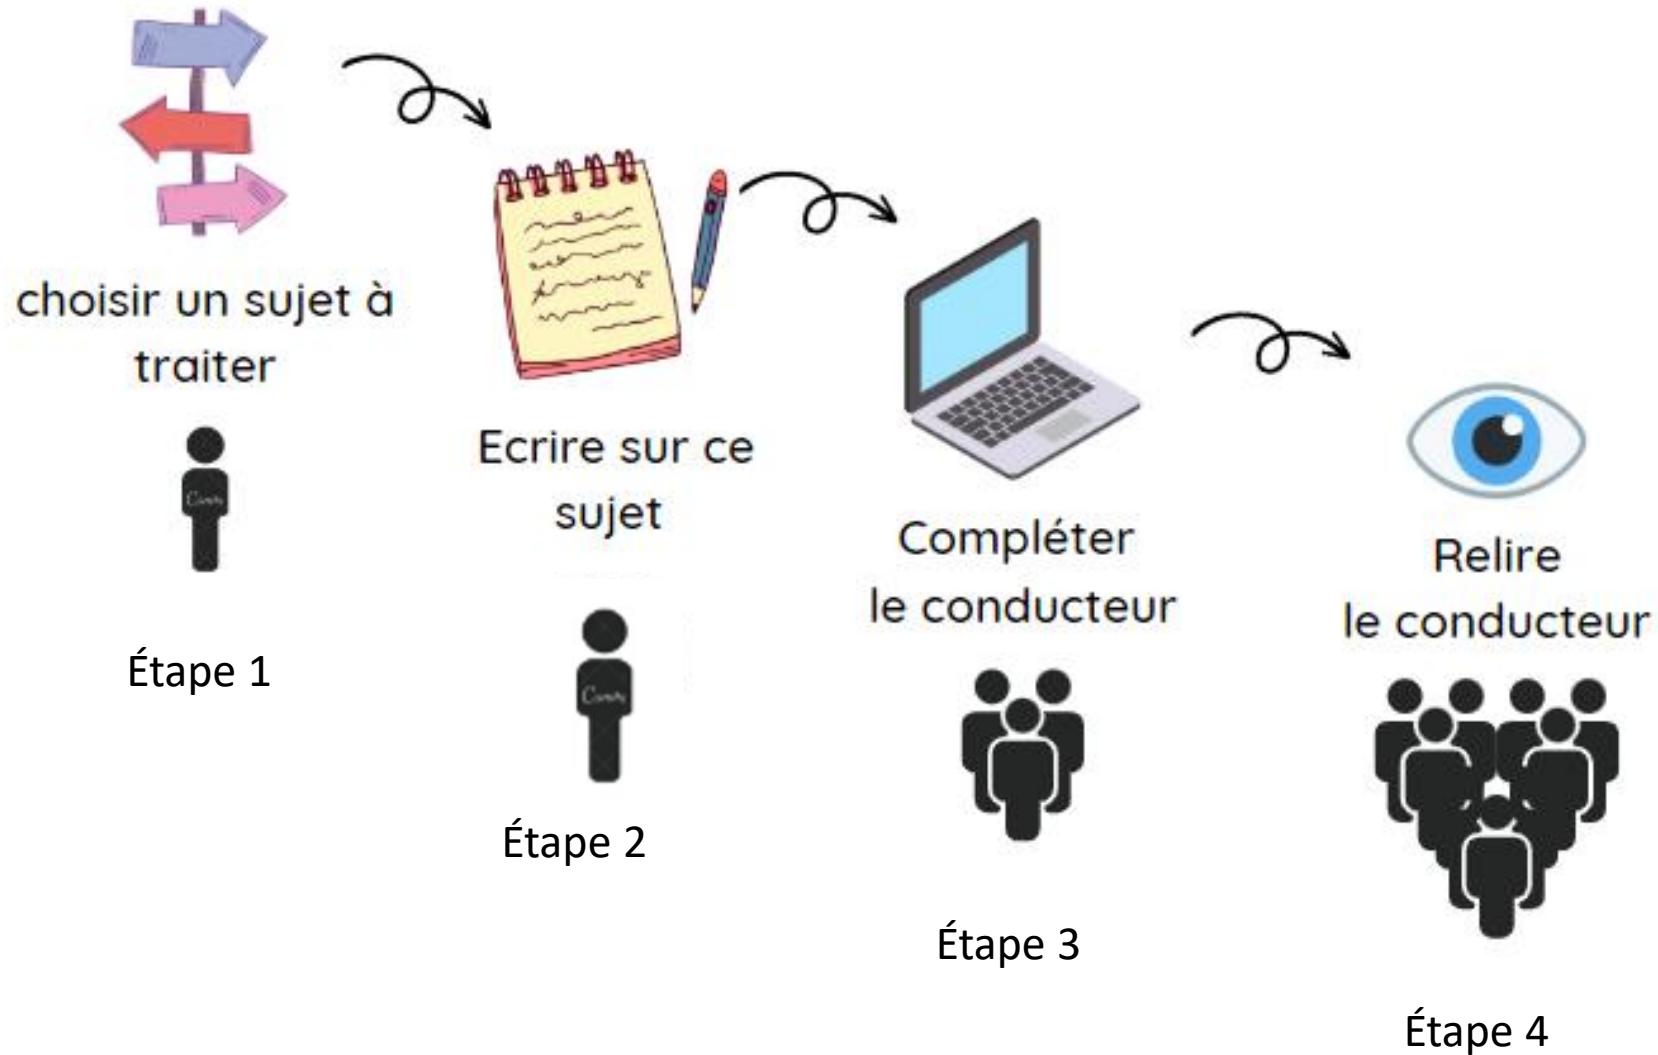 choisir un sujet à
traiter
Étape 1
Ecrire sur ce
sujet
Étape 2
Compléter
le conducteur
Étape 3
Relire
le conducteur
Étape 4